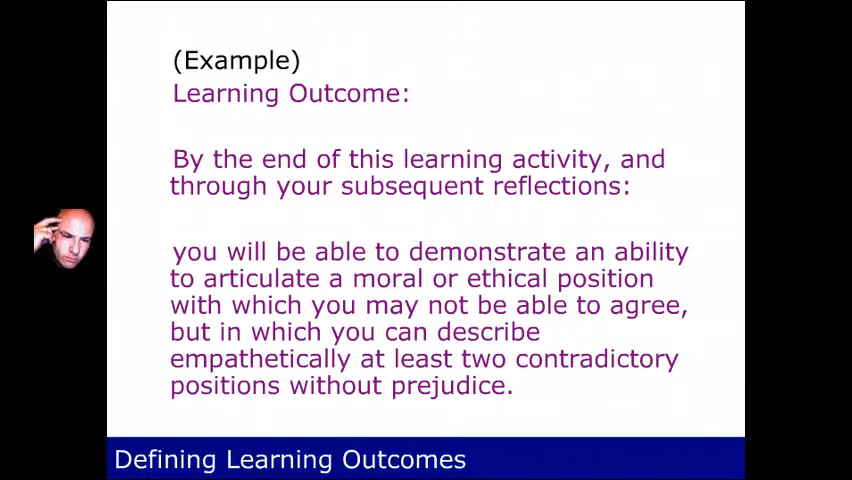 (Example)
Learning Outcome:
By the end of this learning activity, and
through your subsequent reflections:
you will be able to demonstrate an ability
to articulate a moral or ethical position
with which you may not be able to agree,
but in which you can describe
empathetically at least two contradictory
positions without prejudice.
Defining Learning Outcomes